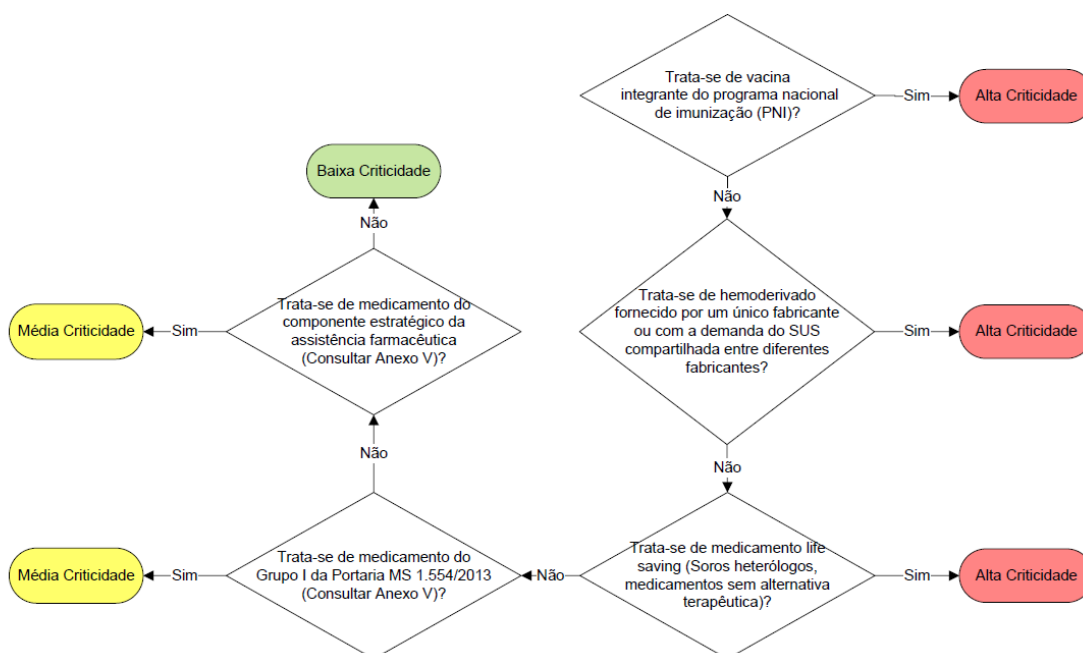 Trata-se de vacina
integrante do programa nacional
de imunização (PNI)?
Sim
Alta Criticidade
Não
Trata-se de hemoderivado
fornecido por um único fabricante
ou com a demanda do SUS
compartilhada entre diferentes
fabricantes?
Sim
Alta Criticidade
Não
Trata-se de medicamento life
saving (Soros heterólogos,
medicamentos sem alternativa
terapêutica)?
Sim
Alta Criticidade
Não
Trata-se de medicamento do
Grupo I da Portaria MS 1.554/2013
(Consultar Anexo V)?
Sim
Média Criticidade
Não
Trata-se de medicamento do
componente estratégico da
assistência farmacêutica
(Consultar Anexo V)?
Sim
Média Criticidade
Não
Baixa Criticidade